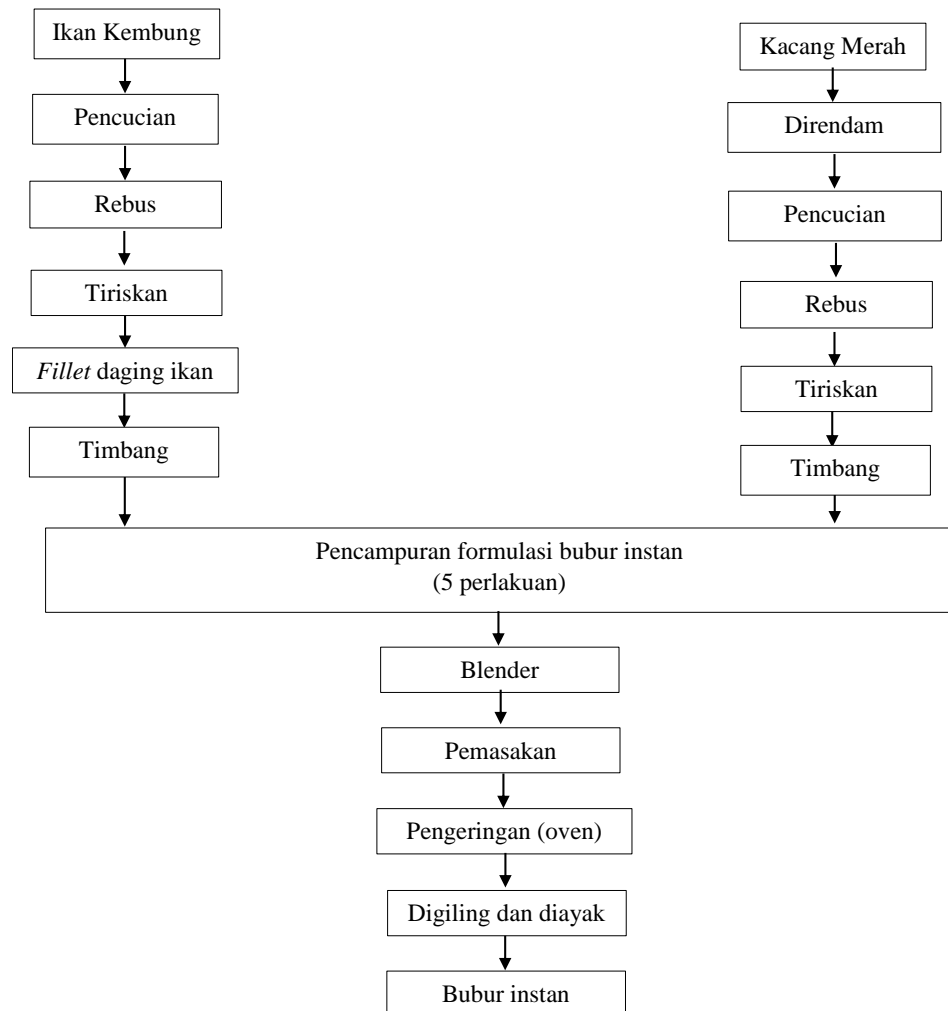 Ikan Kembung
Pencucian
Rebus
Tiriskan
Fillet daging ikan
Timbang
Kacang Merah
Direndam
Pencucian
Rebus
Tiriskan
Timbang
Pencampuran formulasi bubur instan
(5 perlakuan)
Blender
Pemasakan
Pengeringan (oven)
Digiling dan diayak
Bubur instan